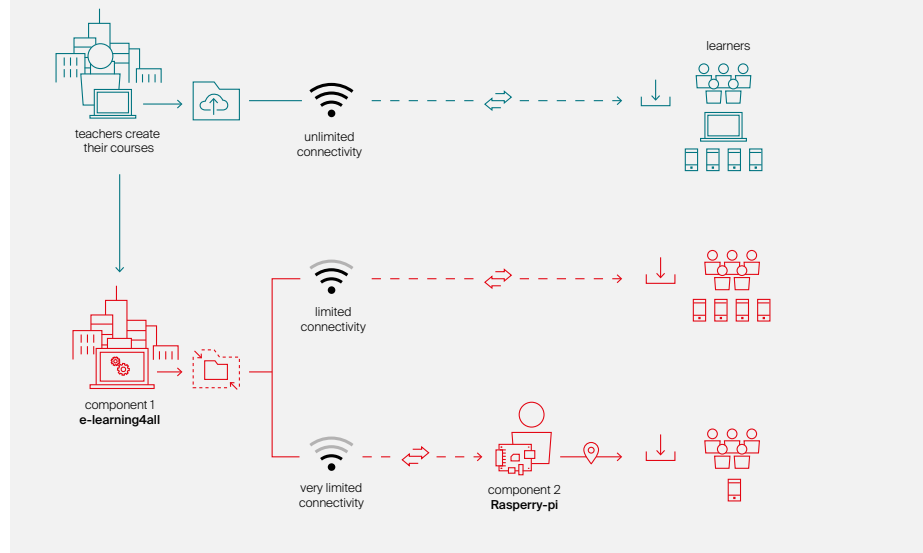 learners
teachers create
their courses
unlimited
connectivity
limited
connectivity
component 1
e-learning4all
very limited
connectivity
component 2
Rasperry-pi